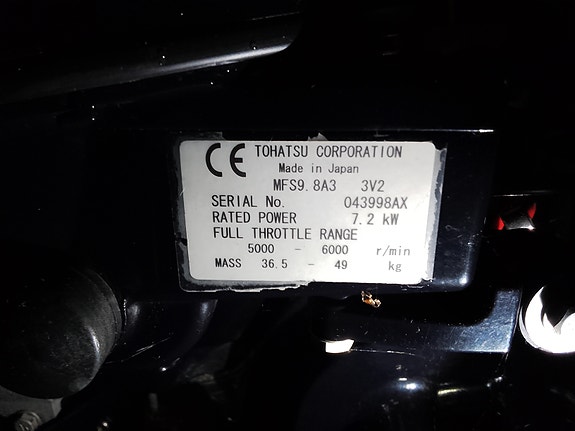 CE TOHATSU CORPORATION
Made in Japan
MFS9.8A3 3V2
SERIAL No. 043998AX
RATED POWER 7.2 kW
FULL THROTTLE RANGE
5000 - 6000 r/min
MASS 36.5 - 49 kg